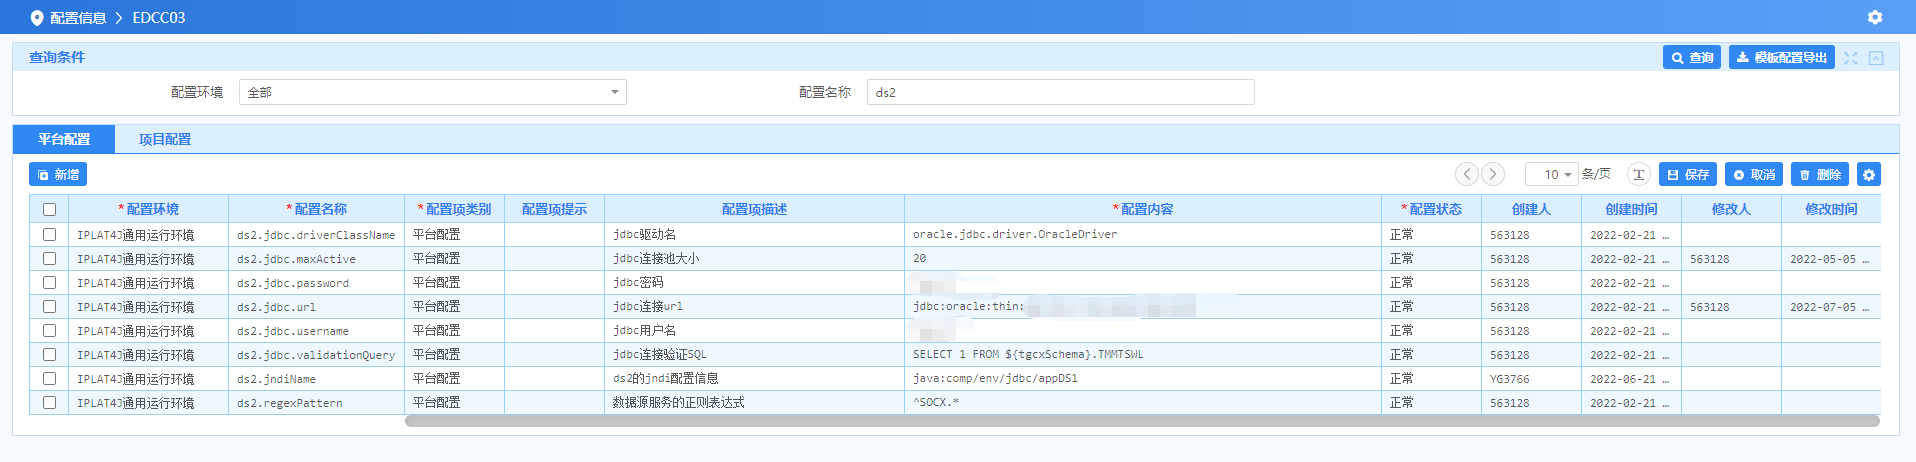 配置信息 > EDCC03
查询条件
查询 模板配置导出
配置环境 全部 配置名称 ds2
平台配置 项目配置
新增 10 条/页 T 保存 取消 删除
*配置环境 *配置名称 *配置项类别 配置项提示 配置项描述 *配置内容 *配置状态 创建人 创建时间 修改人 修改时间
IPLAT4J通用运行环境 ds2.jdbc.driverClassName 平台配置 jdbc驱动名 oracle.jdbc.driver.OracleDriver 正常 563128 2022-02-21 …
IPLAT4J通用运行环境 ds2.jdbc.maxActive 平台配置 jdbc连接池大小 20 正常 563128 2022-02-21 … 563128 2022-05-05 …
IPLAT4J通用运行环境 ds2.jdbc.password 平台配置 jdbc密码 正常 563128 2022-02-21 …
IPLAT4J通用运行环境 ds2.jdbc.url 平台配置 jdbc连接url jdbc:oracle:thin: 正常 563128 2022-02-21 … 563128 2022-07-05 …
IPLAT4J通用运行环境 ds2.jdbc.username 平台配置 jdbc用户名 正常 563128 2022-02-21 …
IPLAT4J通用运行环境 ds2.jdbc.validationQuery 平台配置 jdbc连接验证SQL SELECT 1 FROM ${tgcxSchema}.TMMTSWL 正常 563128 2022-02-21 …
IPLAT4J通用运行环境 ds2.jndiName 平台配置 ds2的jndi配置信息 java:comp/env/jdbc/appDS1 正常 YG3766 2022-06-21 …
IPLAT4J通用运行环境 ds2.regexPattern 平台配置 数据源服务的正则表达式 ^SOCX.* 正常 563128 2022-02-21 …